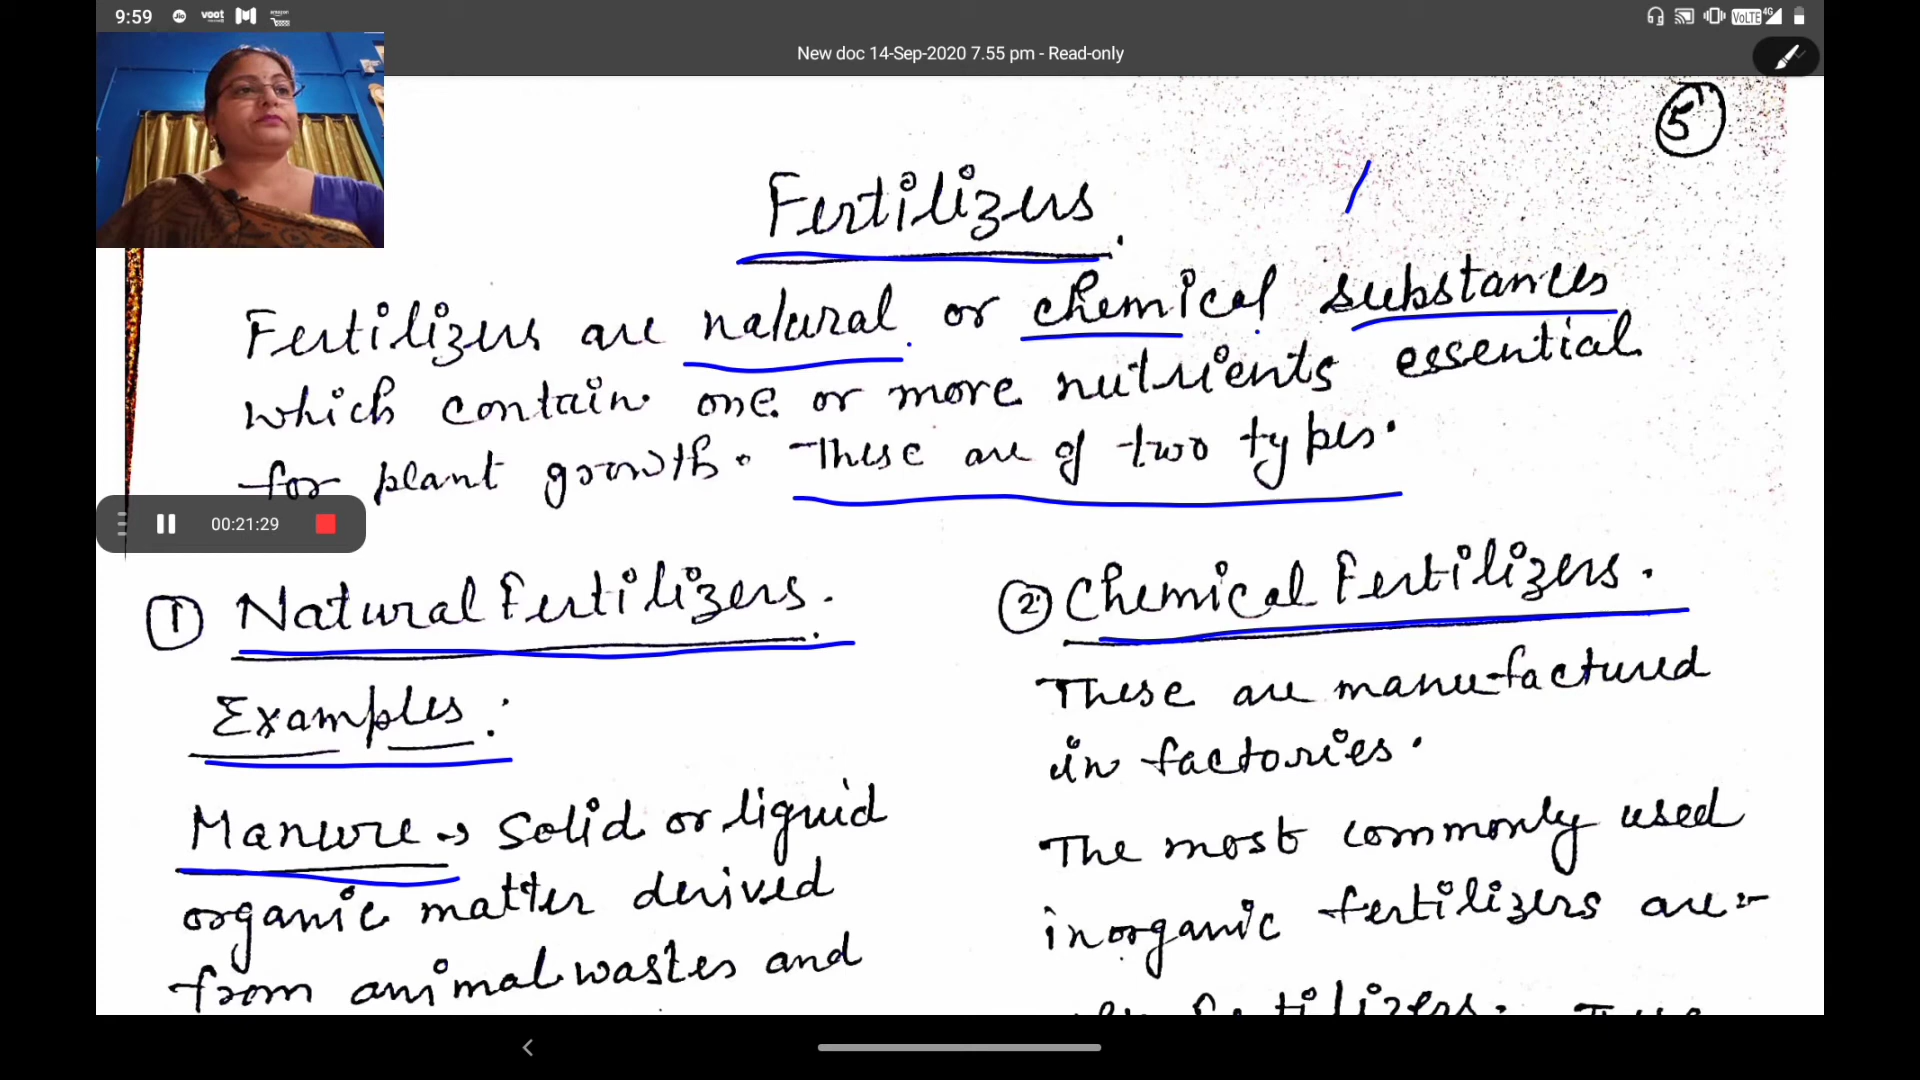 9:59
voot
VoLTE 4G
New doc 14-Sep-2020 7.55 pm - Read-only
5
Fertilizers.
Fertilizers are natural or chemical substances
which contain one or more nutrients essential
for plant growth. These are of two types.
00:21:29
① Natural Fertilizers.
Examples:
Manure → solid or liquid
organic matter derived
from animal wastes and
② Chemical Fertilizers.
These are manufactured
in factories.
The most commonly used
inorganic fertilizers are:-